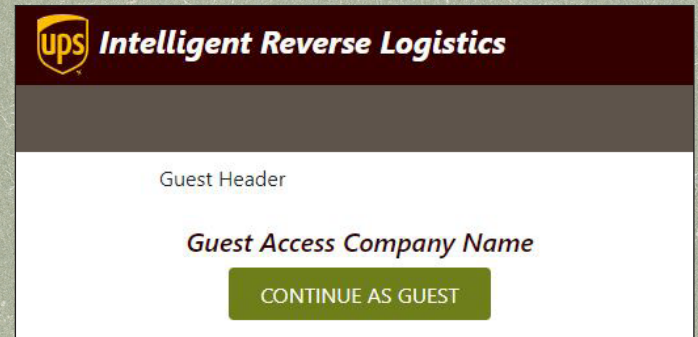 ups Intelligent Reverse Logistics
Guest Header
Guest Access Company Name
CONTINUE AS GUEST